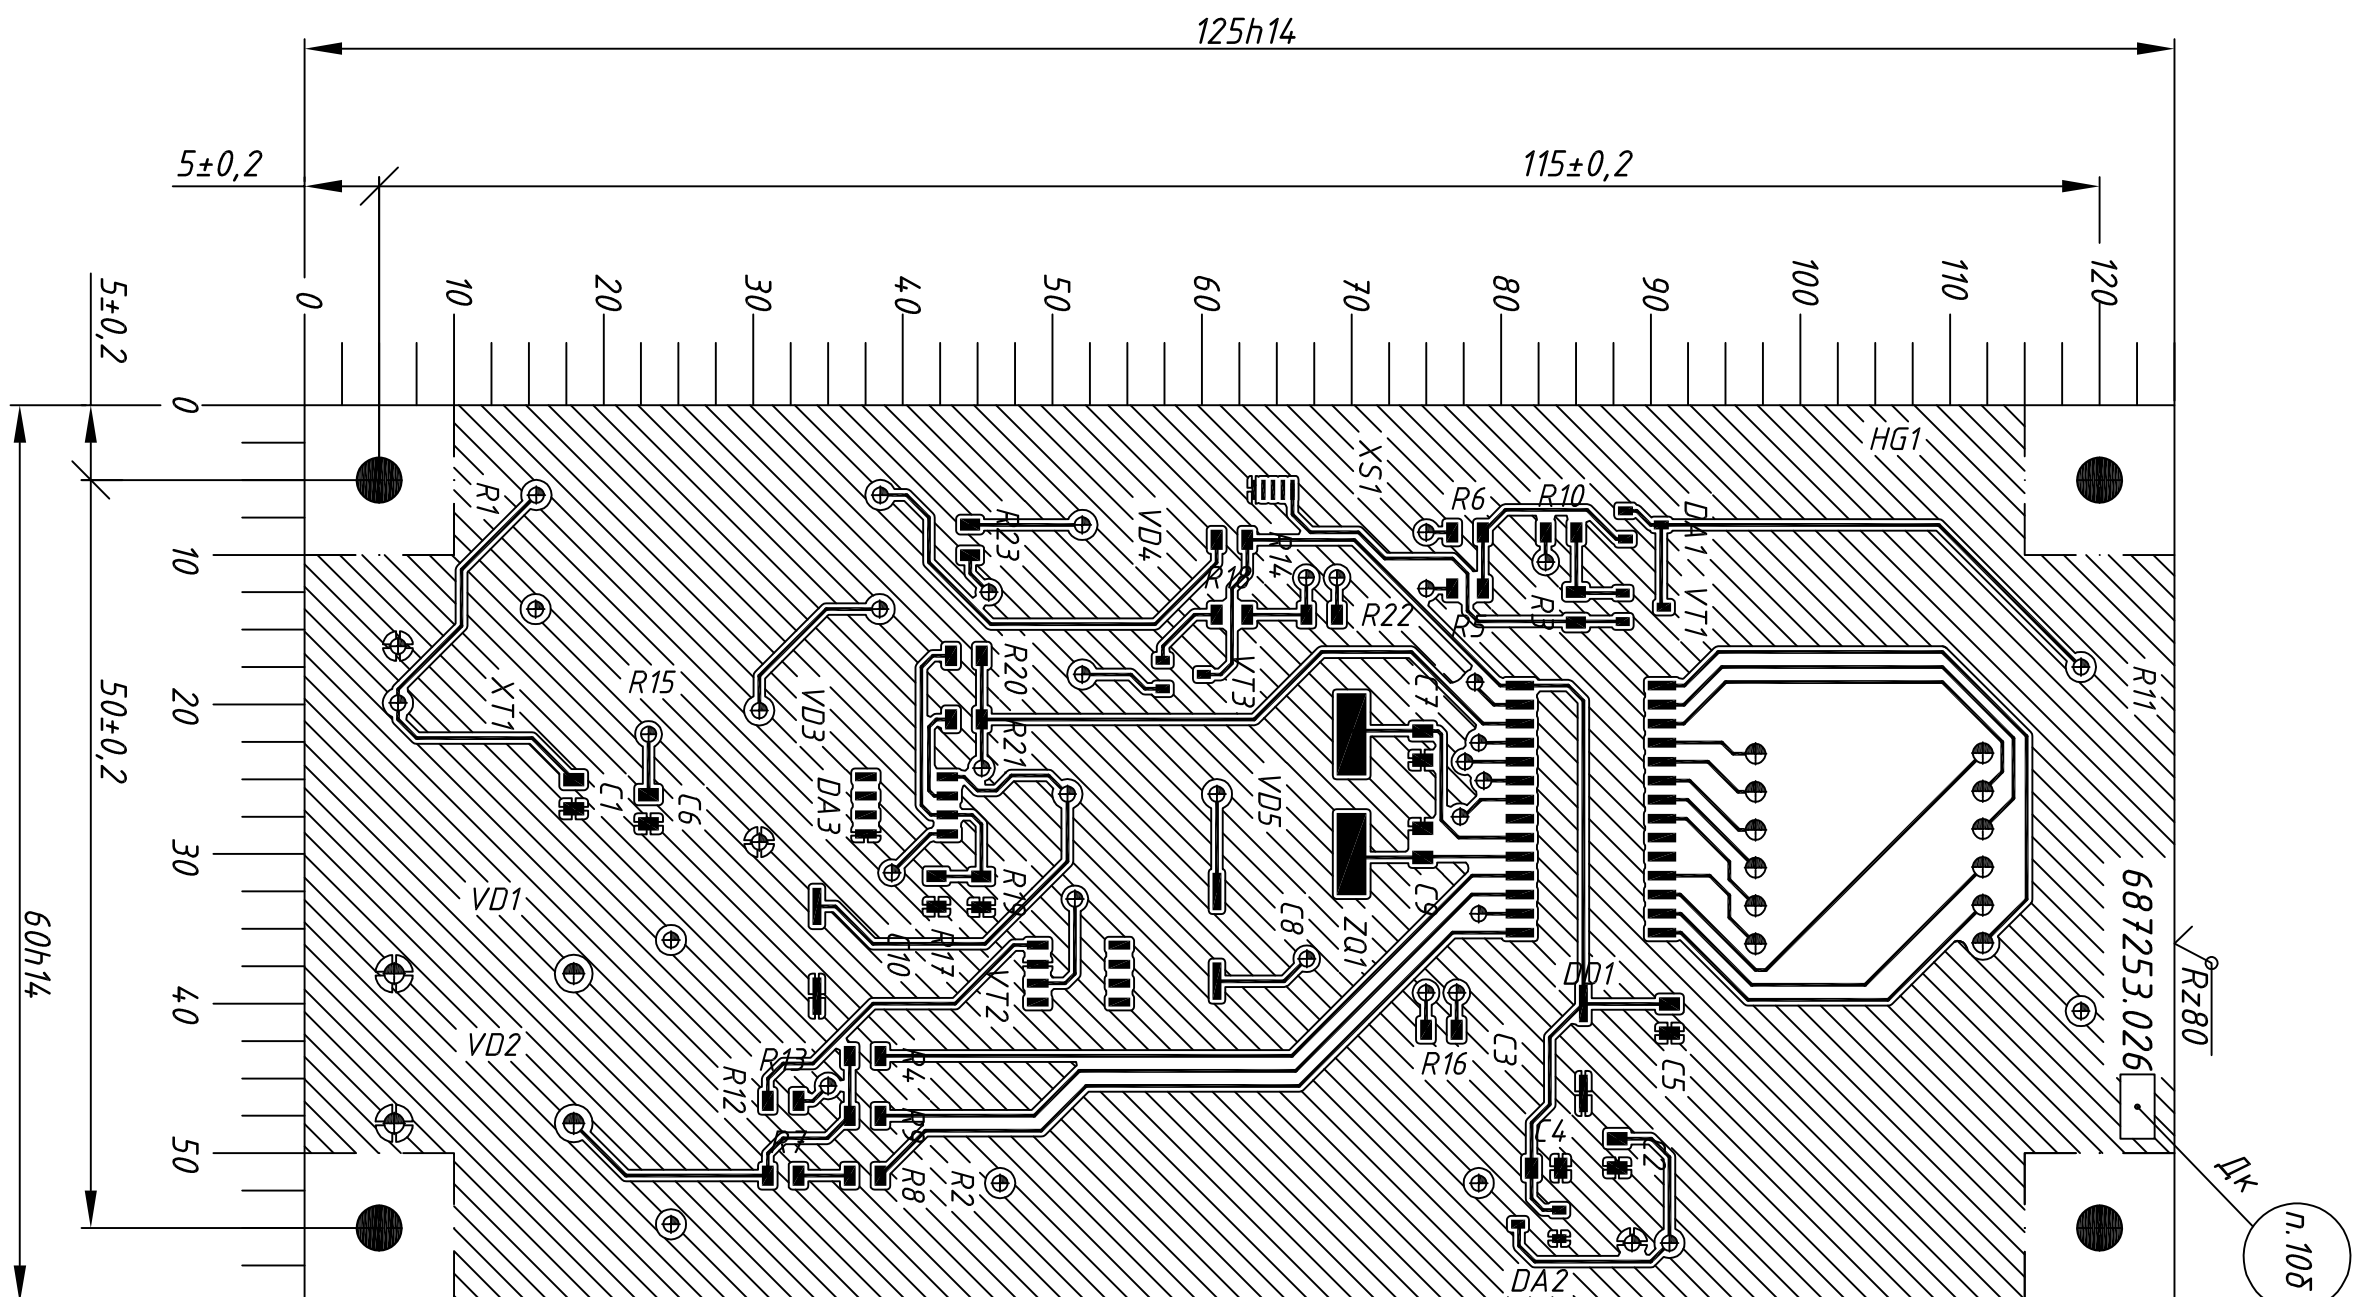 125h14
5±0,2
115±0,2
0
10
20
30
40
50
60
70
80
90
100
110
120
5±0,2
50±0,2
60h14
0
10
20
30
40
50
HG1
XS1
R6
R10
DA1
R1
R23
VD4
R14
R18
R22
R5
R3
VT1
R11
R15
XT1
VD3
R20
R21
VT3
C7
C1
C6
DA3
VD5
R19
VD1
C10
R17
VT2
C8
ZQ1
C9
DD1
VD2
R13
R12
R4
R9
R16
C3
C5
C4
C2
R7
R8
R2
DA2
687253.026
Rz80
Дк
п.10б